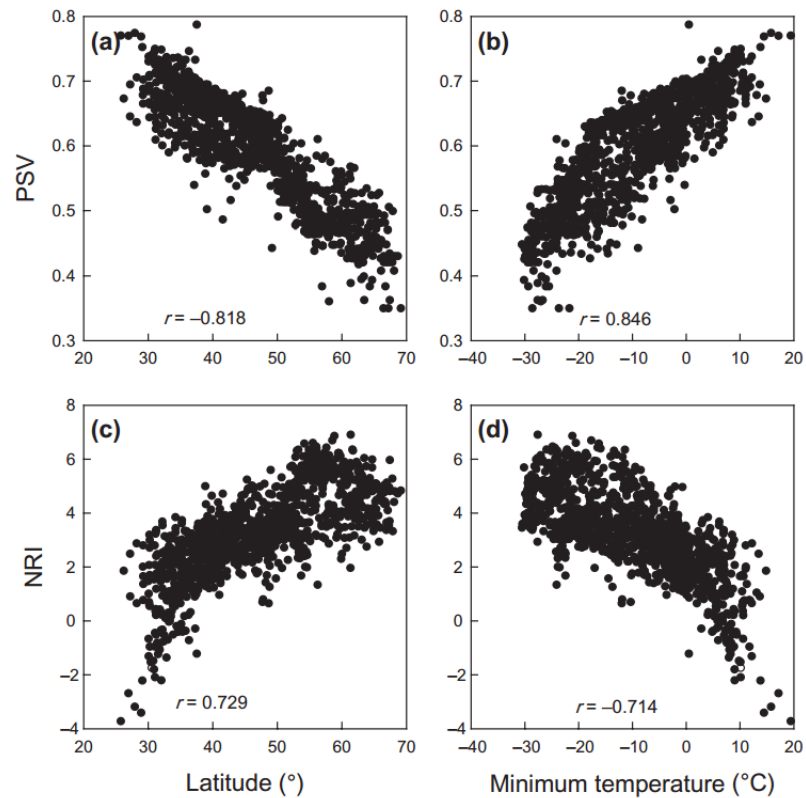 0.8
0.7
0.6
0.5
0.4
0.3
PSV
(a)
r = –0.818
20 30 40 50 60 70
0.8
0.7
0.6
0.5
0.4
0.3
(b)
r = 0.846
–40 –30 –20 –10 0 10 20
8
6
4
2
0
–2
–4
NRI
(c)
r = 0.729
20 30 40 50 60 70
Latitude (°)
8
6
4
2
0
–2
–4
(d)
r = –0.714
–40 –30 –20 –10 0 10 20
Minimum temperature (°C)